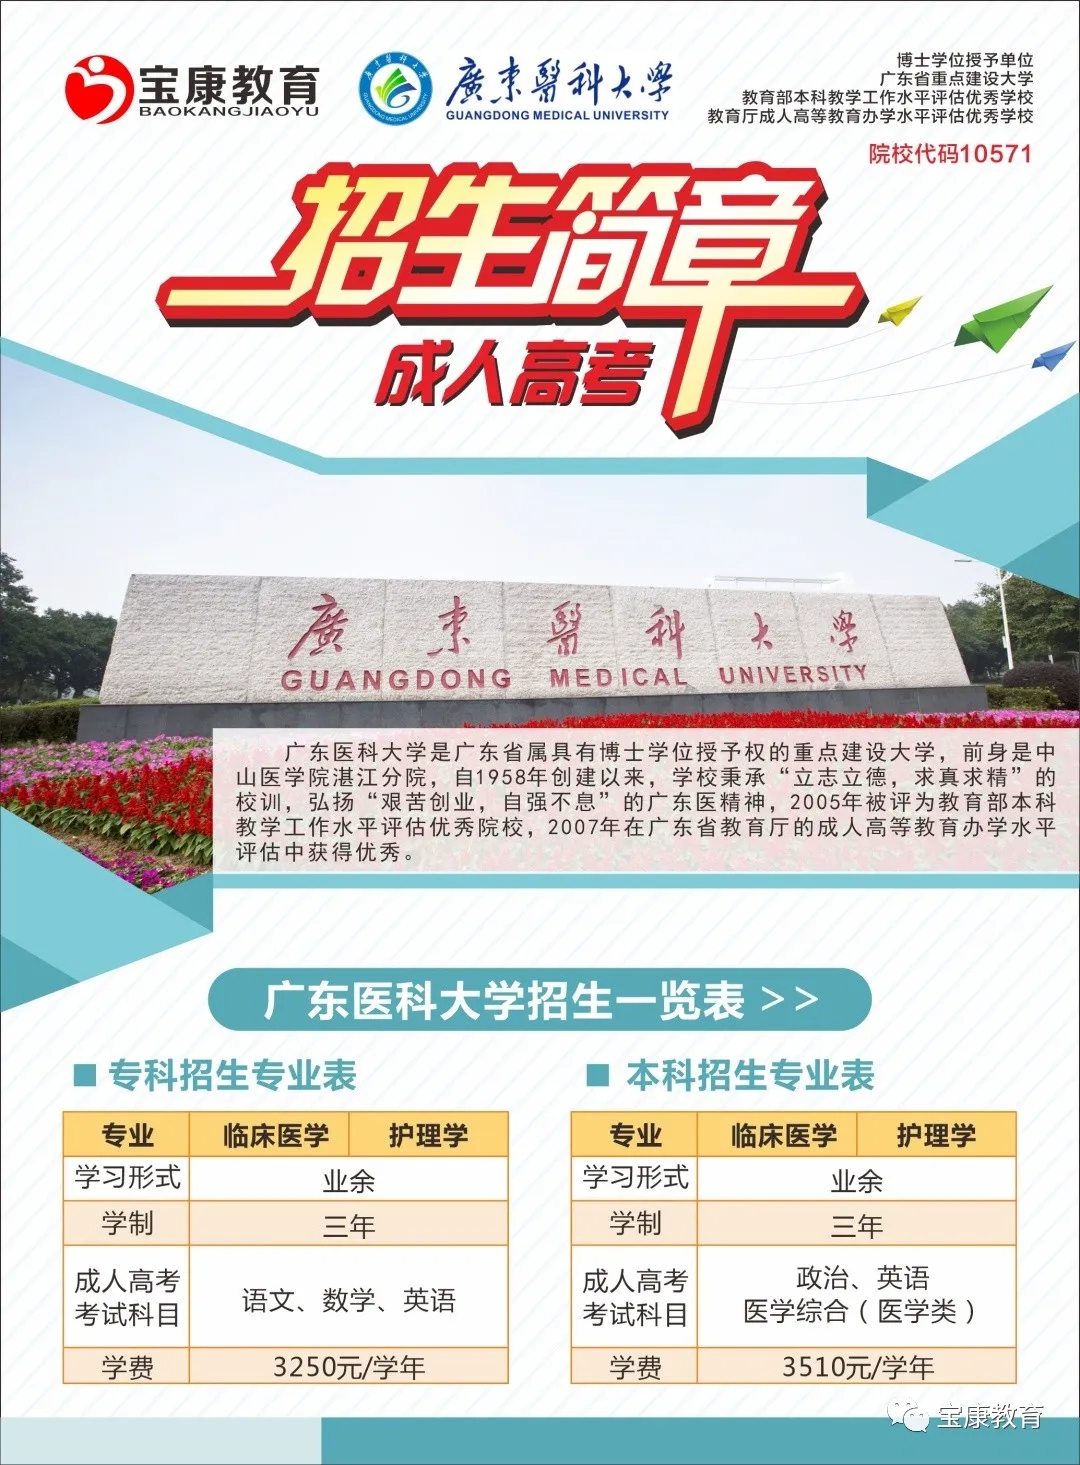 宝康教育
BAOKANGJIAOYU
廣東醫科大學
GUANGDONG MEDICAL UNIVERSITY
博士学位授予单位
广东省重点建设大学
教育部本科教学工作水平评估优秀学校
教育厅成人高等教育办学水平评估优秀学校
院校代码10571
招生简章
成人高考
廣東醫科大學
GUANGDONG MEDICAL UNIVERSITY
广东医科大学是广东省属具有博士学位授予权的重点建设大学，前身是中
山医学院湛江分院，自1958年创建以来，学校秉承“立志立德，求真求精”的
校训，弘扬“艰苦创业，自强不息”的广东医精神，2005年被评为教育部本科
教学工作水平评估优秀院校，2007年在广东省教育厅的成人高等教育办学水平
评估中获得优秀。
广东医科大学招生一览表 >>
专科招生专业表
专业 临床医学 护理学
学习形式 业余
学制 三年
成人高考
考试科目
语文、数学、英语
学费 3250元/学年
本科招生专业表
专业 临床医学 护理学
学习形式 业余
学制 三年
成人高考
考试科目
政治、英语
医学综合（医学类）
学费 3510元/学年
宝康教育